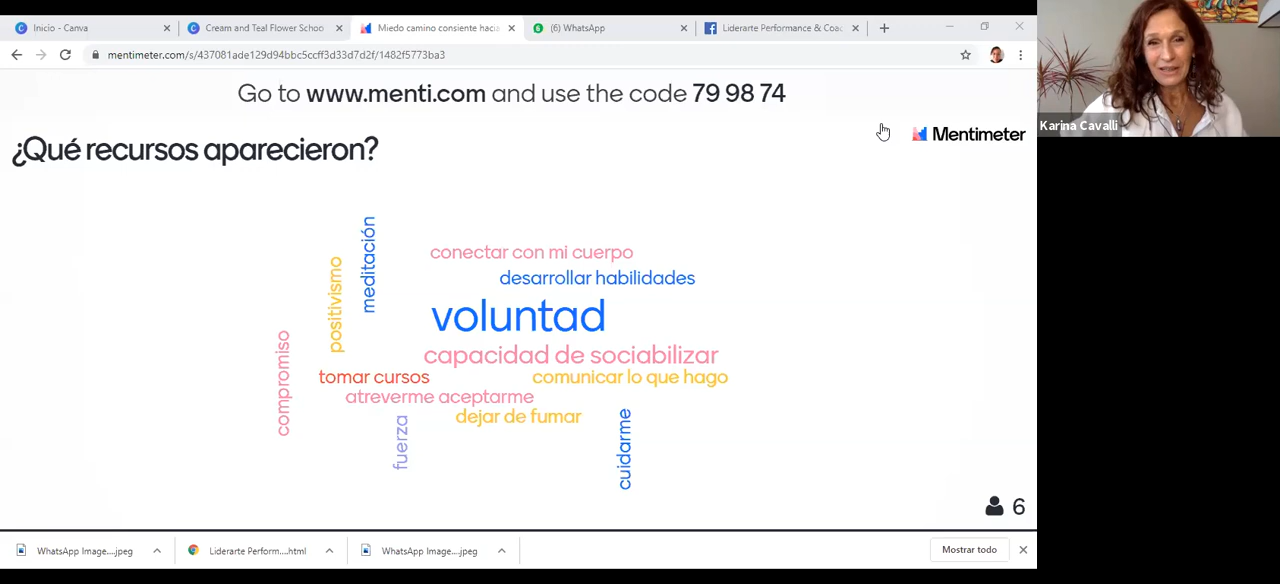 Inicio - Canva
Cream and Teal Flower Schoo
Miedo camino consiente hacia
(6) WhatsApp
Liderarte Performance & Coac
mentimeter.com/s/437081ade129d94bbc5ccff3d33d7d2f/1482f5773ba3
Go to www.menti.com and use the code 79 98 74
Karina Cavalli
Mentimeter
¿Qué recursos aparecieron?
meditación
conectar con mi cuerpo
positivismo
desarrollar habilidades
voluntad
compromiso
capacidad de sociabilizar
tomar cursos
comunicar lo que hago
atreverme aceptarme
dejar de fumar
fuerza
cuidarme
6
WhatsApp Image....jpeg
Liderarte Perform....html
WhatsApp Image....jpeg
Mostrar todo